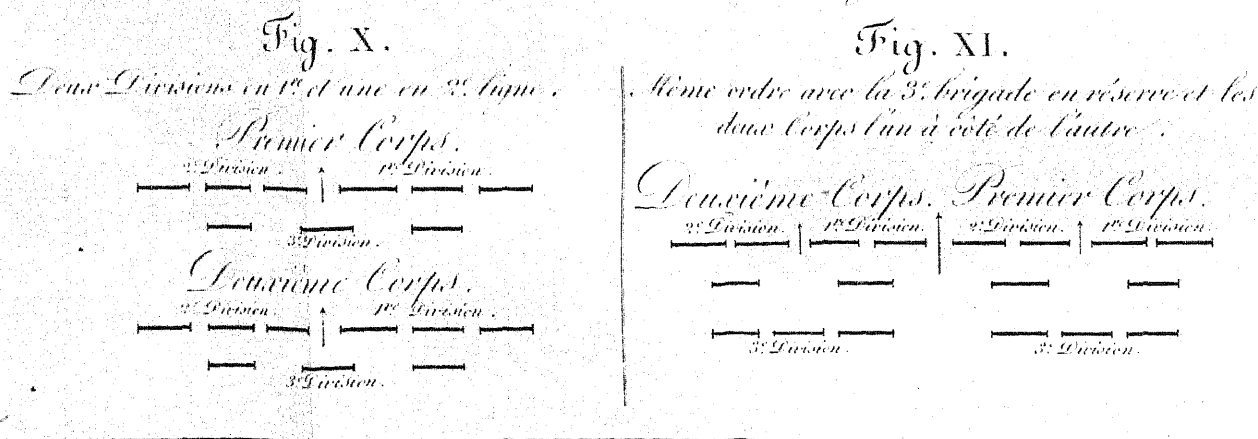 Fig. X.
Deux Divisions en 1re et une en 2e ligne.
Premier Corps.
2e Division. 1re Division.
3e Division.
Deuxième Corps.
2e Division. 1re Division.
3e Division.
Fig. XI.
Même ordre avec la 3e brigade en réserve et les
deux Corps l'un à côté de l'autre.
Deuxième Corps. Premier Corps.
2e Division. 1re Division. 2e Division. 1re Division.
3e Division. 3e Division.